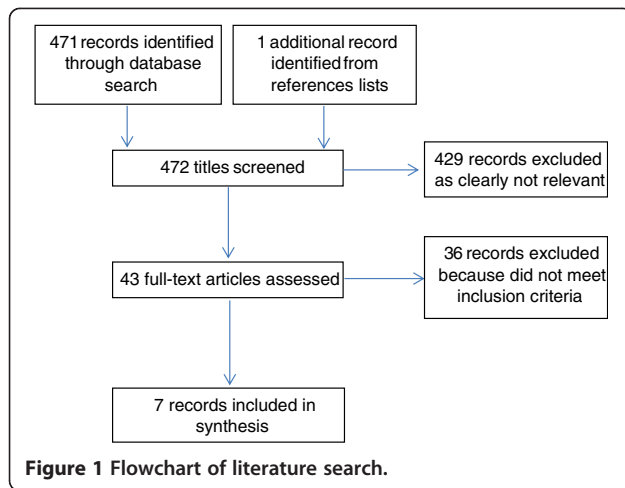 471 records identified
through database
search
1 additional record
identified from
references lists
472 titles screened
429 records excluded
as clearly not relevant
43 full-text articles assessed
36 records excluded
because did not meet
inclusion criteria
7 records included in
synthesis
Figure 1 Flowchart of literature search.